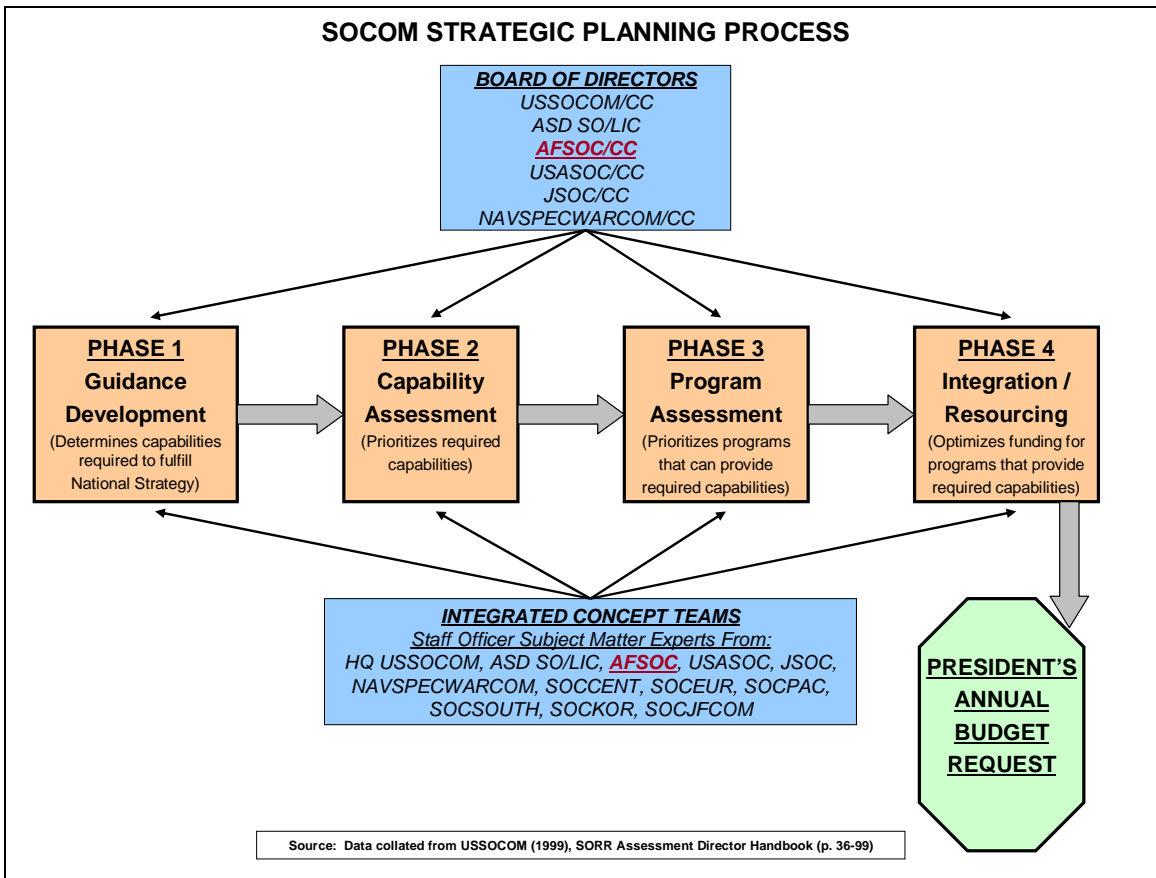 SOCOM STRATEGIC PLANNING PROCESS
BOARD OF DIRECTORS
USSOCOM/CC
ASD SO/LIC
AFSOC/CC
USASOC/CC
JSOC/CC
NAVSPECWARCOM/CC
PHASE 1
Guidance
Development
(Determines capabilities
required to fulfill
National Strategy)
PHASE 2
Capability
Assessment
(Prioritizes required
capabilities)
PHASE 3
Program
Assessment
(Prioritizes programs
that can provide
required capabilities)
PHASE 4
Integration /
Resourcing
(Optimizes funding for
programs that provide
required capabilities)
INTEGRATED CONCEPT TEAMS
Staff Officer Subject Matter Experts From:
HQ USSOCOM, ASD SO/LIC, AFSOC, USASOC, JSOC,
NAVSPECWARCOM, SOCCENT, SOCEUR, SOCPAC,
SOCSOUTH, SOCKOR, SOCJFCOM
PRESIDENT'S
ANNUAL
BUDGET
REQUEST
Source: Data collated from USSOCOM (1999), SORR Assessment Director Handbook (p. 36-99)